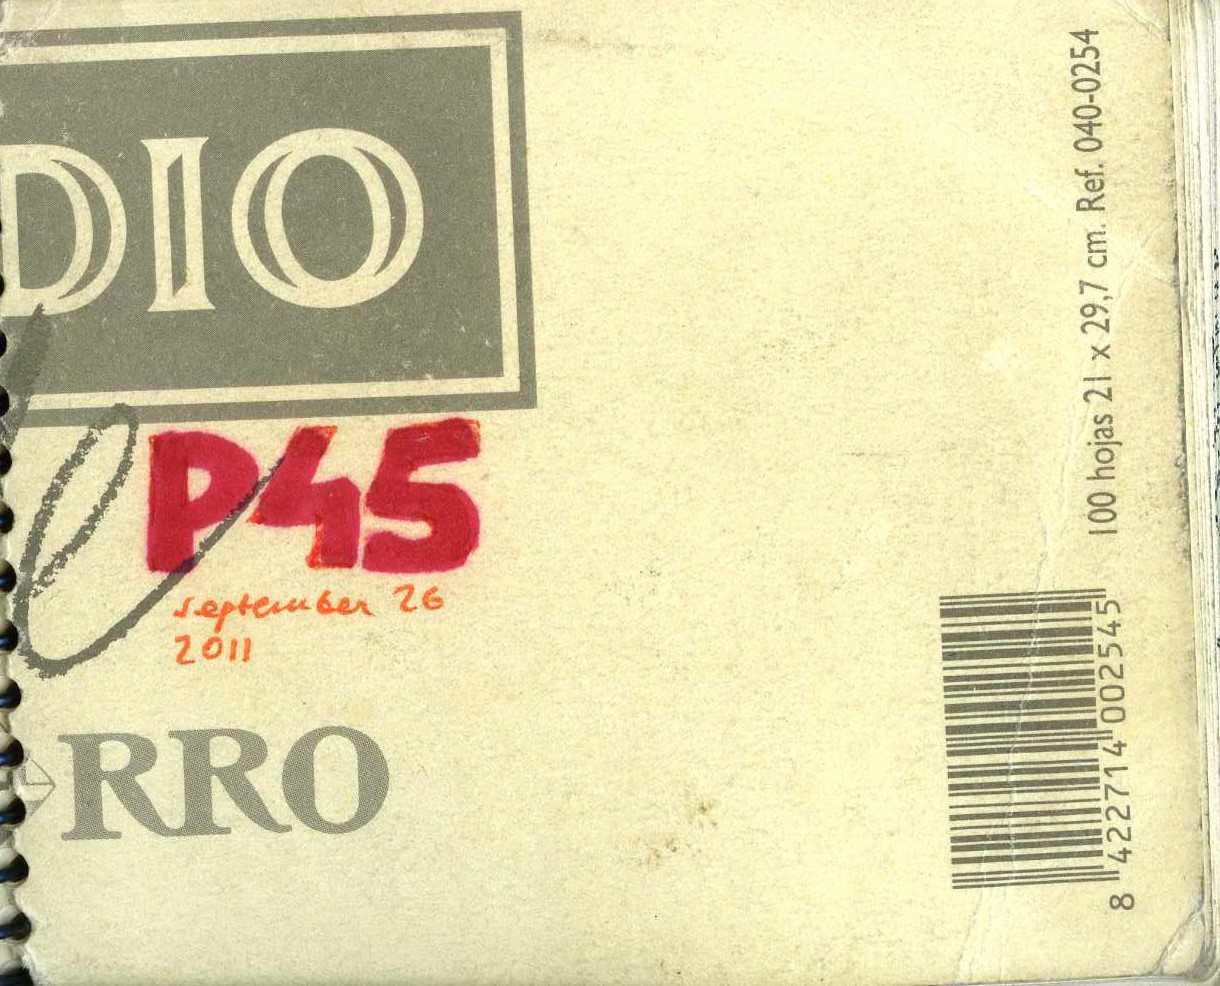 DIO
P45
september 26
2011
RRO
100 hojas 21 x 29,7 cm. Ref. 040-0254
8 422714 002545